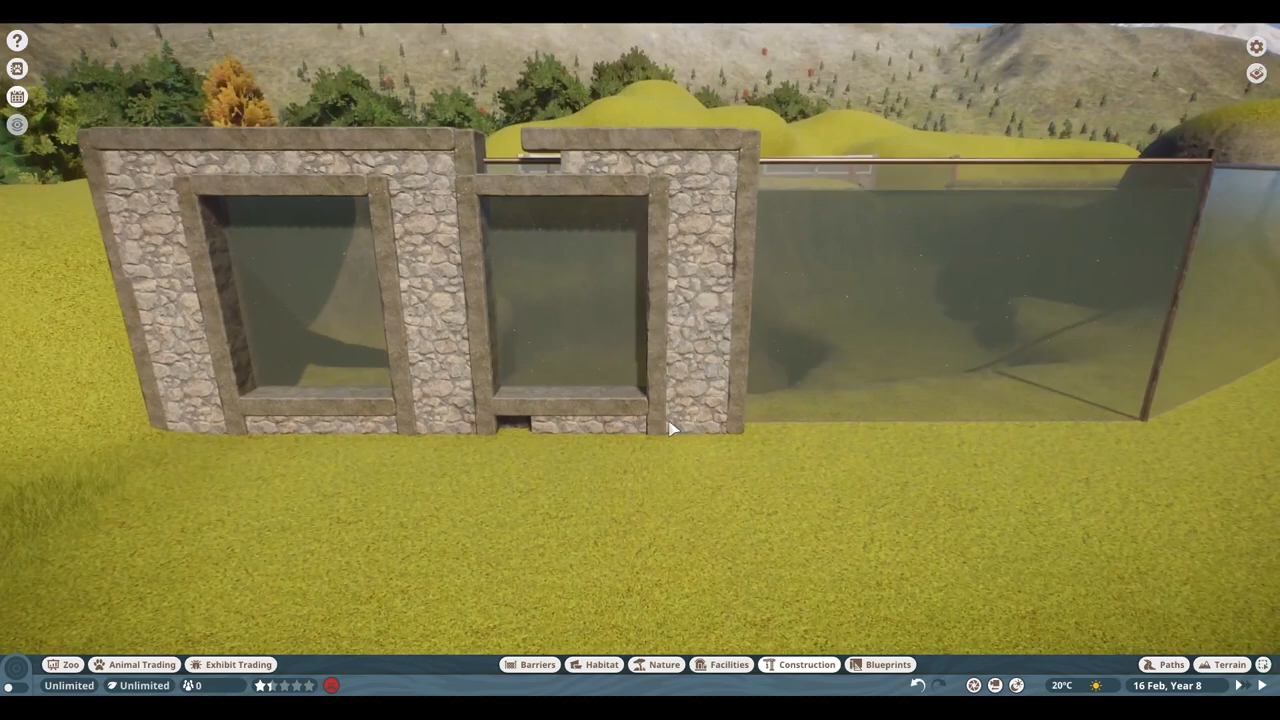 ?
Zoo Animal Trading Exhibit Trading Barriers Habitat Nature Facilities Construction Blueprints Paths Terrain
Unlimited Unlimited 0 20°C 16 Feb, Year 8